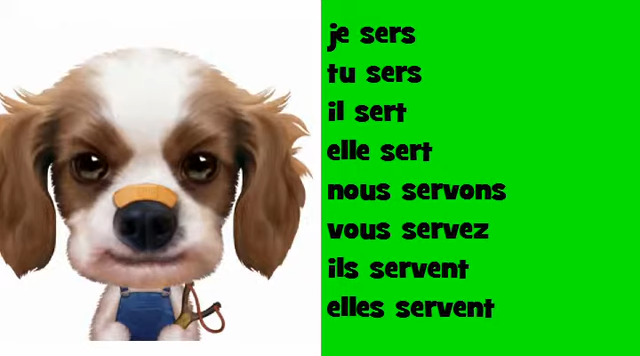 je sers
tu sers
il sert
elle sert
nous servons
vous servez
ils servent
elles servent